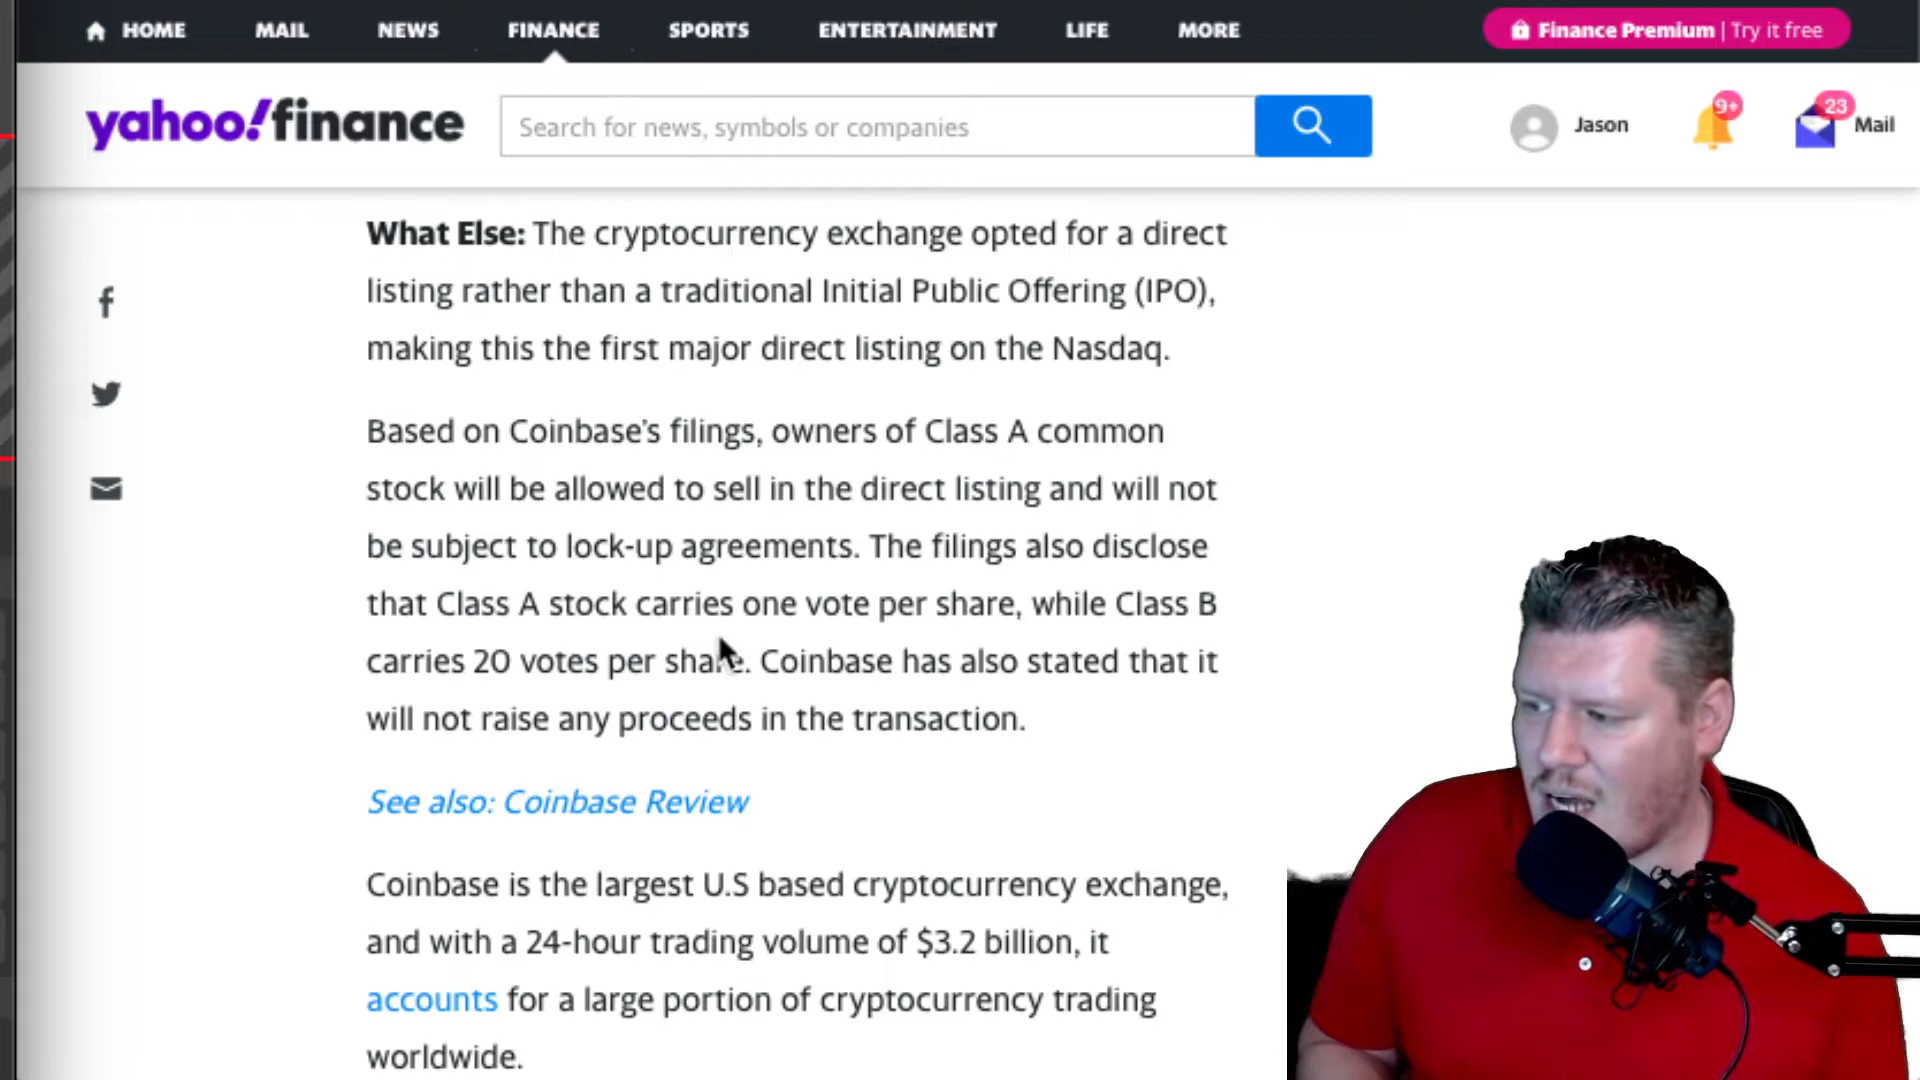 HOME MAIL NEWS FINANCE SPORTS ENTERTAINMENT LIFE MORE Finance Premium | Try it free
yahoo!finance Search for news, symbols or companies Jason 9+ 23 Mail
What Else: The cryptocurrency exchange opted for a direct
listing rather than a traditional Initial Public Offering (IPO),
making this the first major direct listing on the Nasdaq.
Based on Coinbase's filings, owners of Class A common
stock will be allowed to sell in the direct listing and will not
be subject to lock-up agreements. The filings also disclose
that Class A stock carries one vote per share, while Class B
carries 20 votes per share. Coinbase has also stated that it
will not raise any proceeds in the transaction.
See also: Coinbase Review
Coinbase is the largest U.S based cryptocurrency exchange,
and with a 24-hour trading volume of $3.2 billion, it
accounts for a large portion of cryptocurrency trading
worldwide.